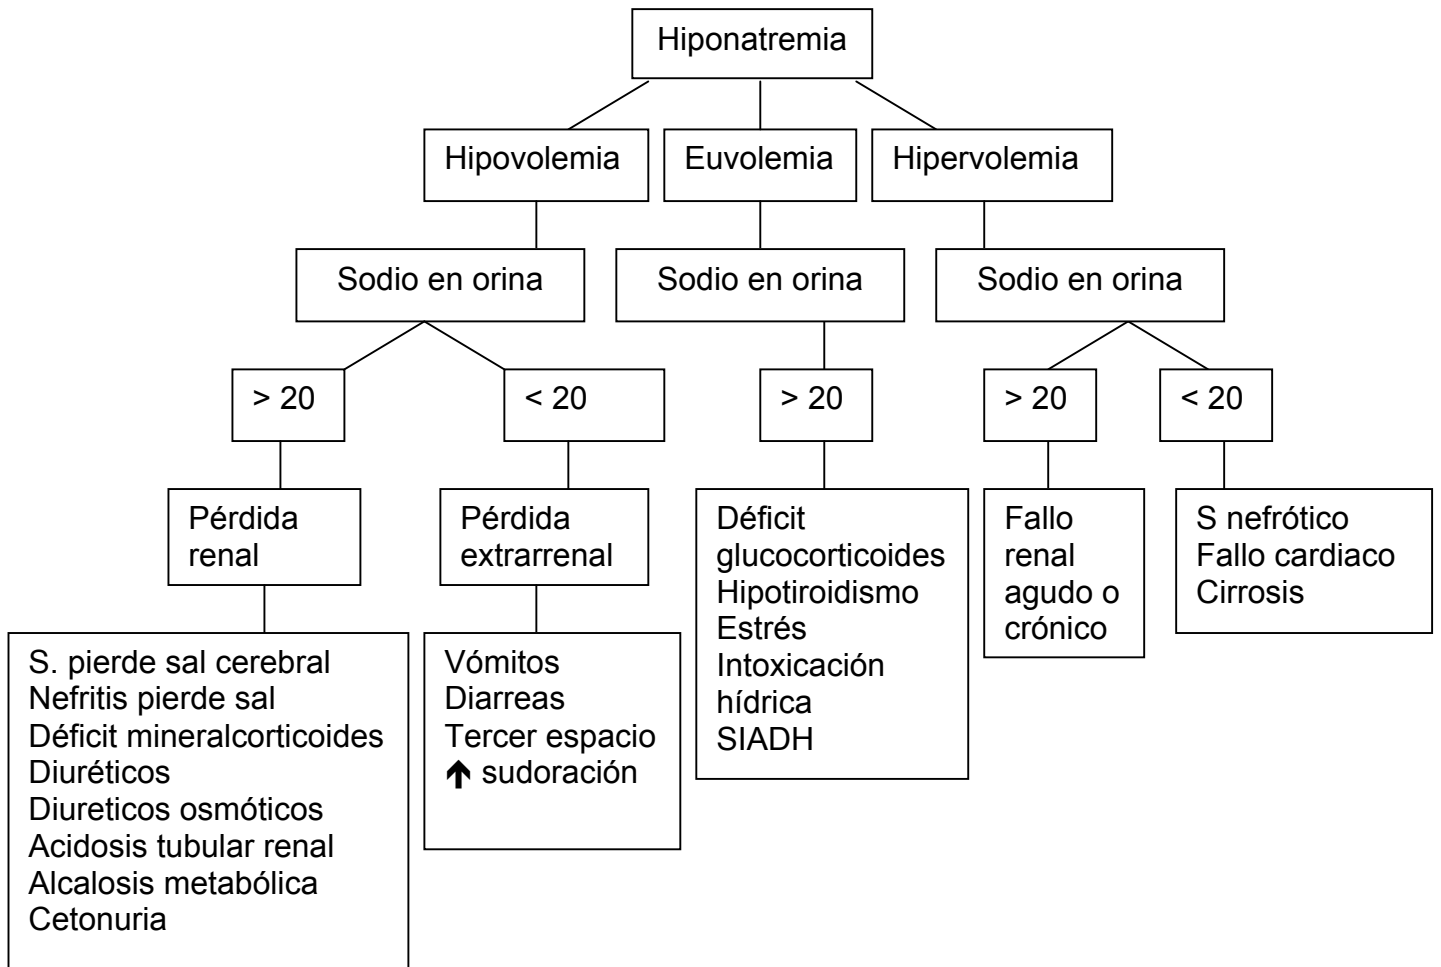 Hiponatremia
Hipovolemia
Euvolemia
Hipervolemia
Sodio en orina
Sodio en orina
Sodio en orina
> 20
< 20
> 20
> 20
< 20
Pérdida
renal
Pérdida
extrarrenal
Déficit
glucocorticoides
Hipotiroidismo
Estrés
Intoxicación
hídrica
SIADH
Fallo
renal
agudo o
crónico
S nefrótico
Fallo cardiaco
Cirrosis
S. pierde sal cerebral
Nefritis pierde sal
Déficit mineralcorticoides
Diuréticos
Diureticos osmóticos
Acidosis tubular renal
Alcalosis metabólica
Cetonuria
Vómitos
Diarreas
Tercer espacio
🡹 sudoración